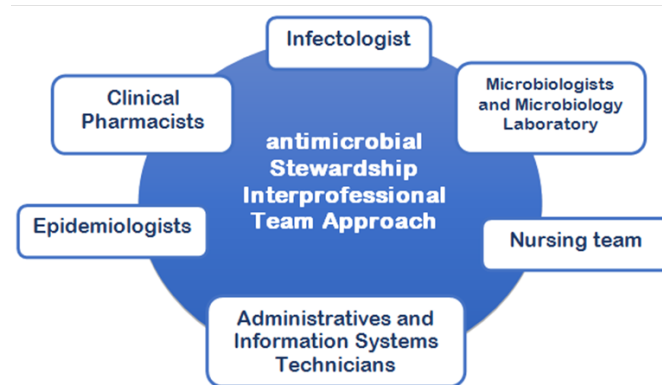 Infectologist
Clinical
Pharmacists
Microbiologists
and Microbiology
Laboratory
antimicrobial
Stewardship
Interprofessional
Team Approach
Epidemiologists
Nursing team
Administratives and
Information Systems
Technicians